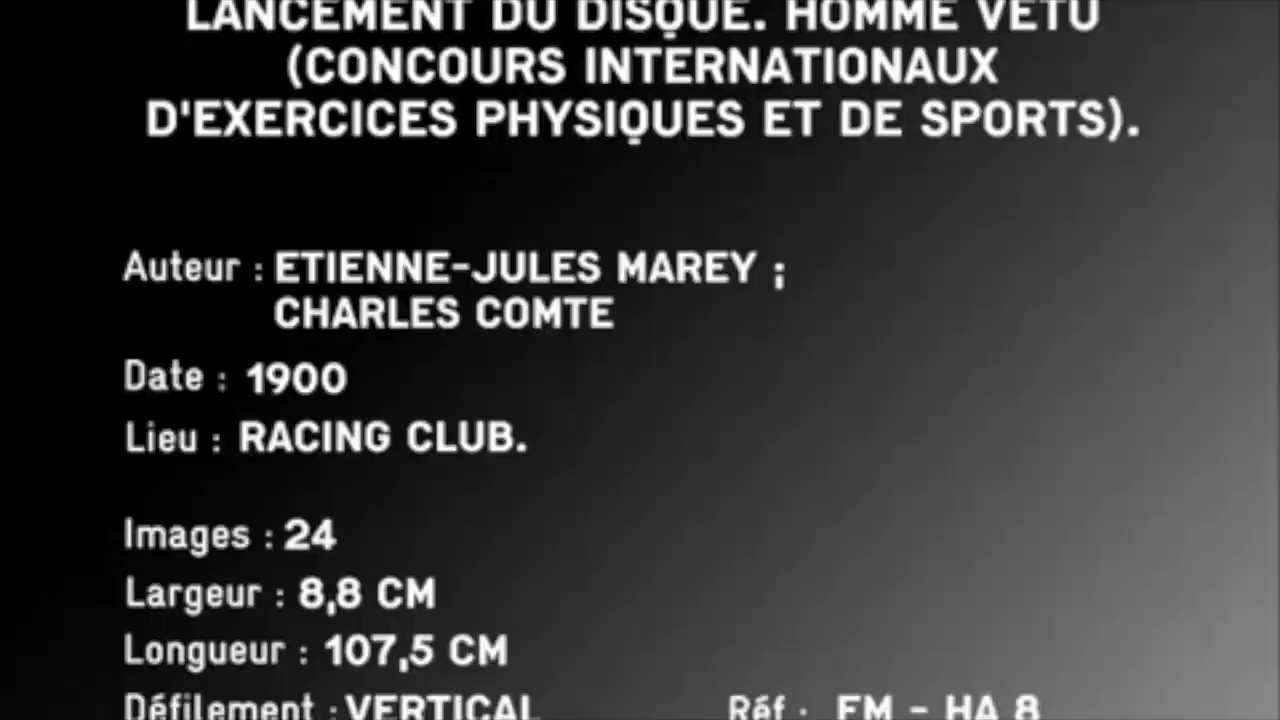 LANCEMENT DU DISQUE. HOMME VETU
(CONCOURS INTERNATIONAUX
D'EXERCICES PHYSIQUES ET DE SPORTS).
Auteur : ETIENNE-JULES MAREY ;
CHARLES COMTE
Date : 1900
Lieu : RACING CLUB.
Images : 24
Largeur : 8,8 CM
Longueur : 107,5 CM
Défilement : VERTICAL Réf : FM - HA 8